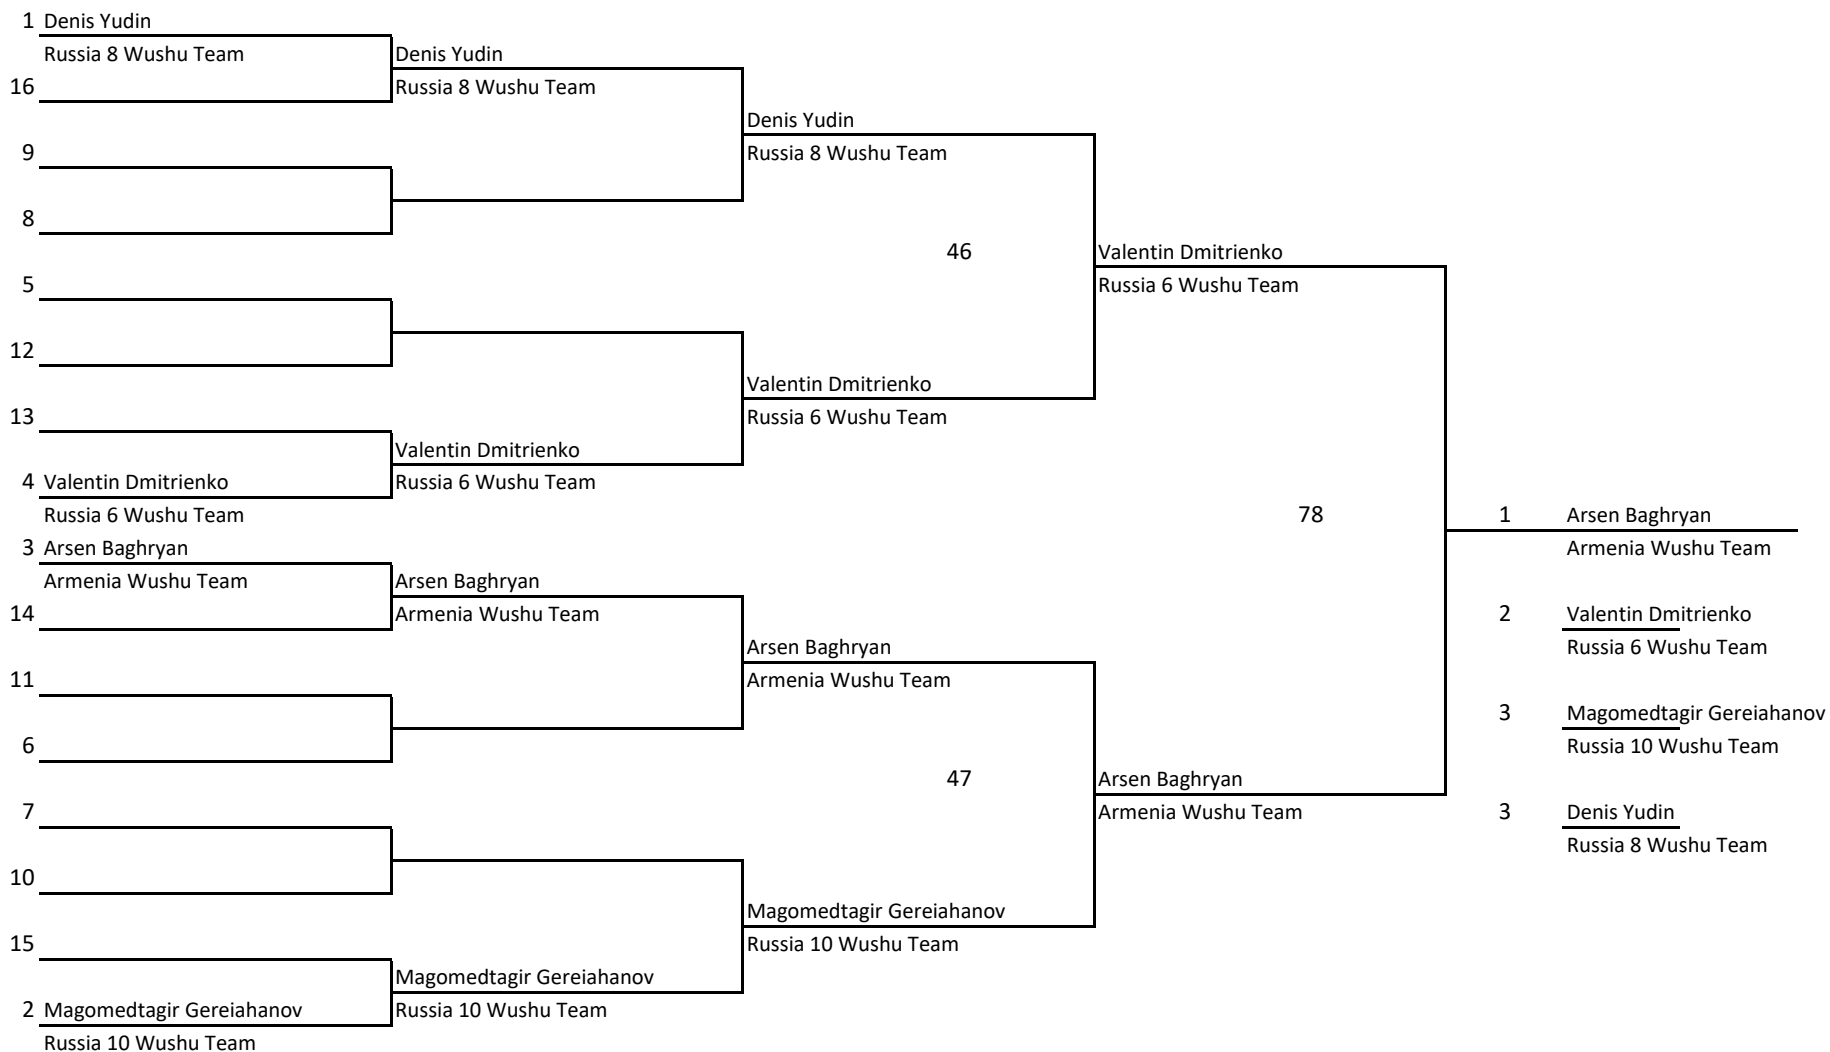 1 Denis Yudin
Russia 8 Wushu Team
Denis Yudin
16
Russia 8 Wushu Team
Denis Yudin
9
Russia 8 Wushu Team
8
46
Valentin Dmitrienko
5
Russia 6 Wushu Team
12
Valentin Dmitrienko
13
Russia 6 Wushu Team
Valentin Dmitrienko
4 Valentin Dmitrienko
Russia 6 Wushu Team
Russia 6 Wushu Team
78
1 Arsen Baghryan
3 Arsen Baghryan
Armenia Wushu Team
Armenia Wushu Team
Arsen Baghryan
14
Armenia Wushu Team
2 Valentin Dmitrienko
Arsen Baghryan
Russia 6 Wushu Team
11
Armenia Wushu Team
3 Magomedtagir Gereiahanov
6
Russia 10 Wushu Team
47
Arsen Baghryan
7
Armenia Wushu Team
3 Denis Yudin
Russia 8 Wushu Team
10
Magomedtagir Gereiahanov
15
Russia 10 Wushu Team
Magomedtagir Gereiahanov
2 Magomedtagir Gereiahanov
Russia 10 Wushu Team
Russia 10 Wushu Team